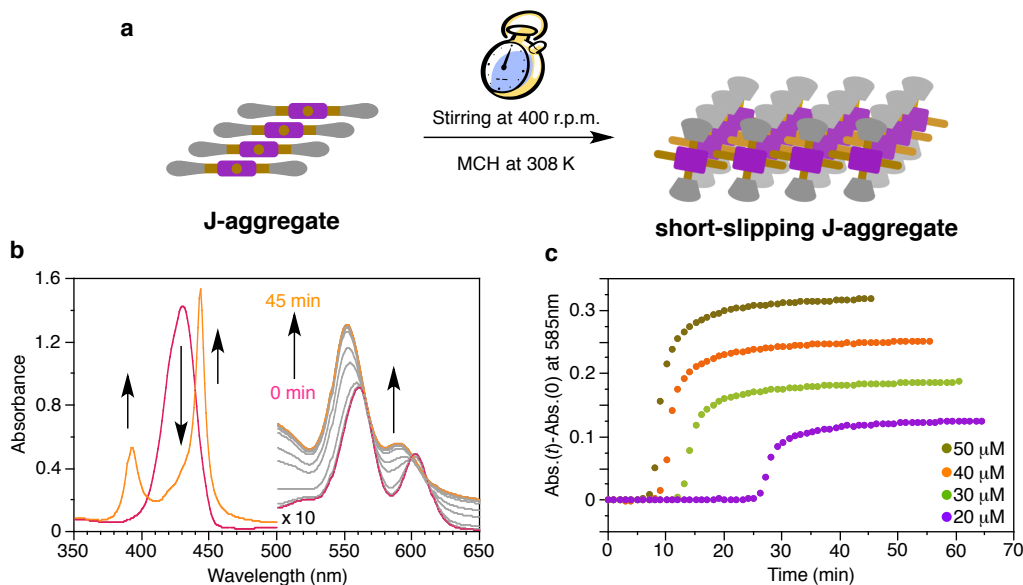 a
Stirring at 400 r.p.m.
MCH at 308 K
J-aggregate
short-slipping J-aggregate
b
1.6
1.2
0.8
0.4
0
Absorbance
45 min
0 min
x 10
350 400 450 500 550 600 650
Wavelength (nm)
c
0.3
0.2
0.1
0
Abs.(t)-Abs.(0) at 585nm
50 μM
40 μM
30 μM
20 μM
0 10 20 30 40 50 60 70
Time (min)